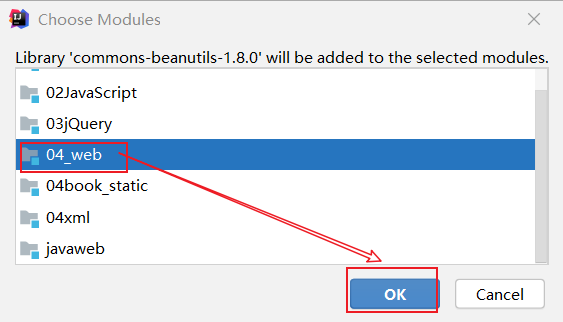 Choose Modules
Library 'commons-beanutils-1.8.0' will be added to the selected modules.
02JavaScript
03jQuery
04_web
04book_static
04xml
javaweb
OK
Cancel